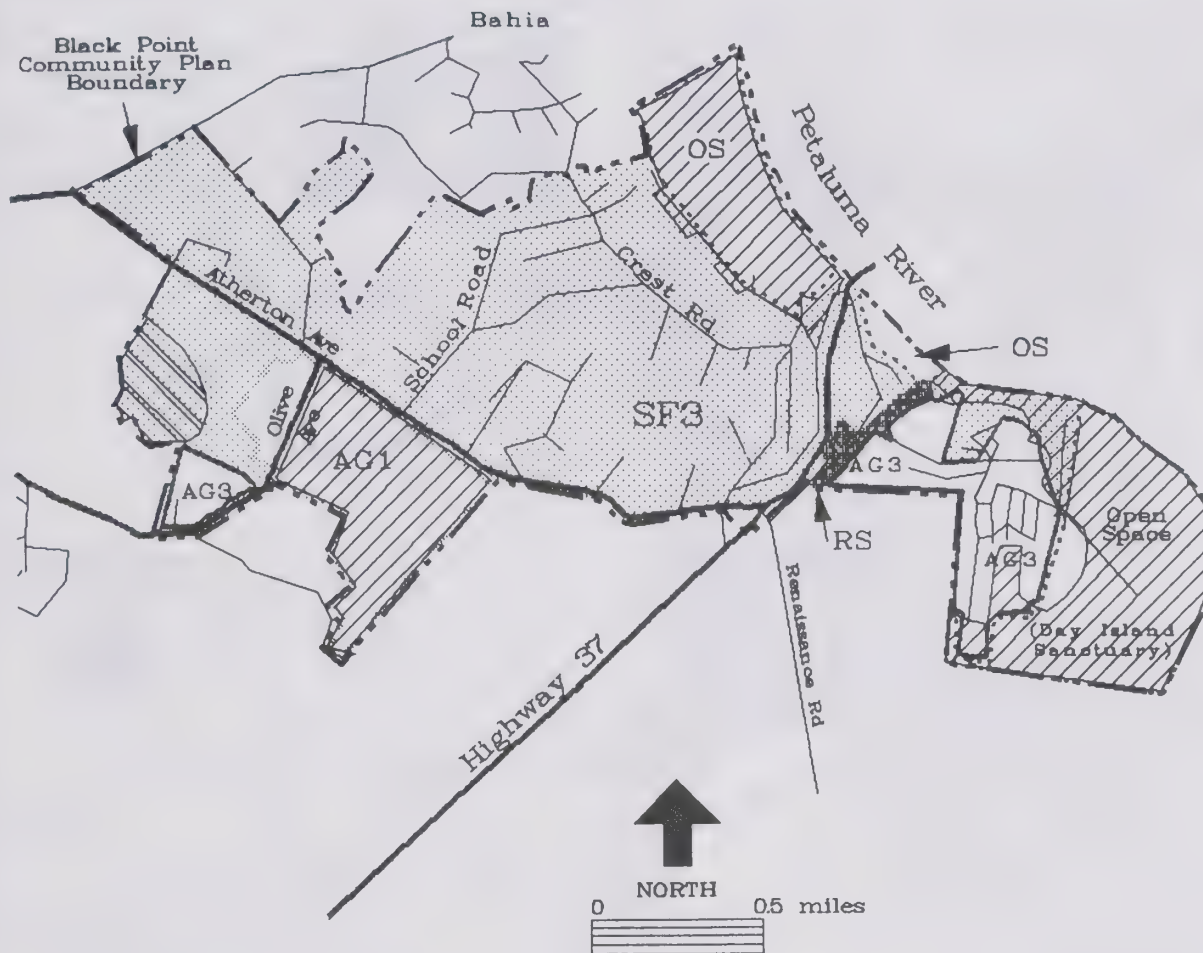 Bahia
Black Point
Community Plan
Boundary
OS
Petaluma River
Atherton Ave
School Road
Crest Rd
OS
Olive Ave
SF3
AG1
AG3
AG3
RS
Open
Space
AG3
(Bay Island
Sanctuary)
Renaissance Rd
Highway 37
NORTH
0 0.5 miles